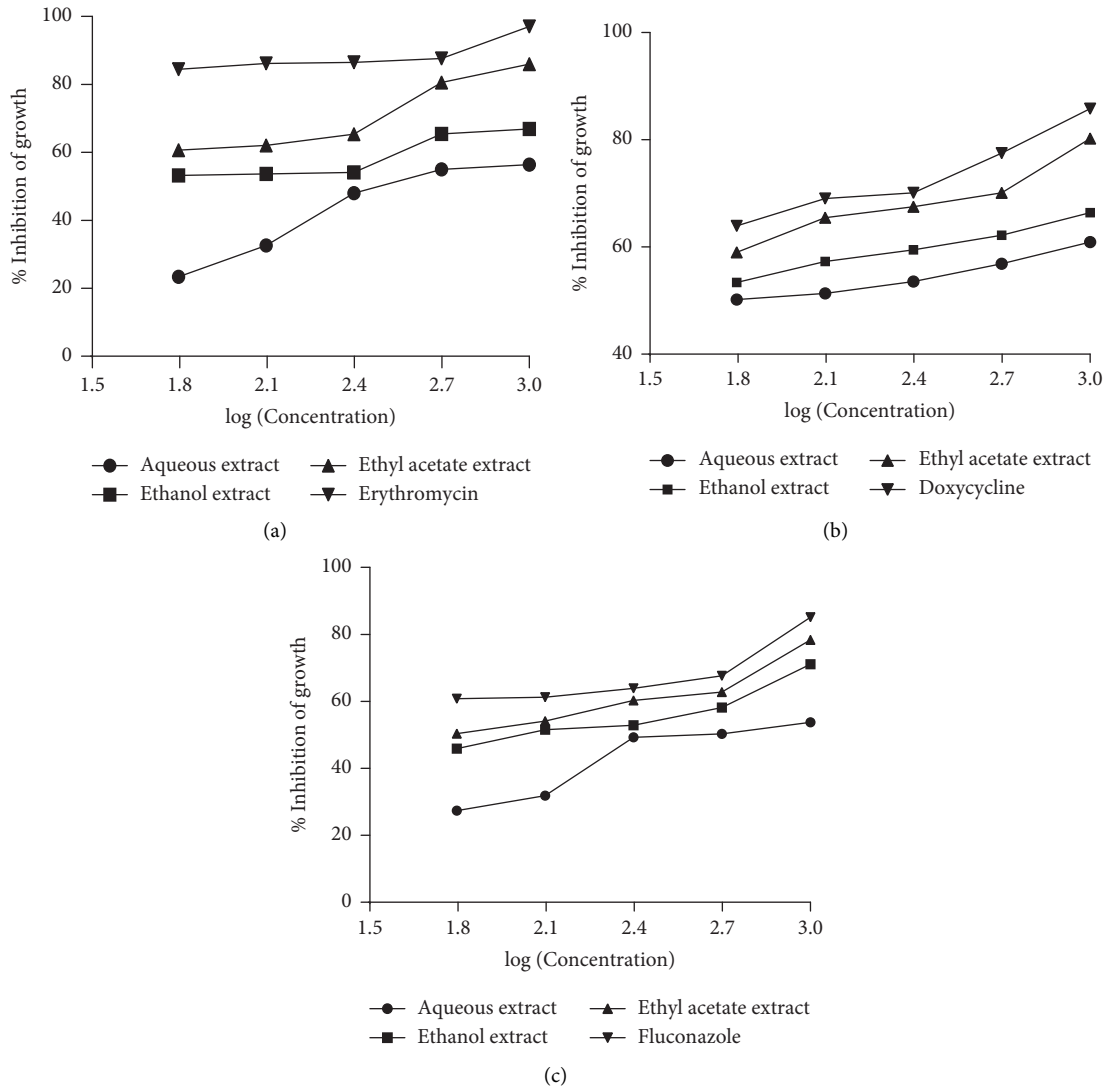 % Inhibition of growth
100
80
60
40
20
0
1.5 1.8 2.1 2.4 2.7 3.0
log (Concentration)
Aqueous extract Ethyl acetate extract
Ethanol extract Erythromycin
(a)
% Inhibition of growth
100
80
60
40
1.5 1.8 2.1 2.4 2.7 3.0
log (Concentration)
Aqueous extract Ethyl acetate extract
Ethanol extract Doxycycline
(b)
% Inhibition of growth
100
80
60
40
20
0
1.5 1.8 2.1 2.4 2.7 3.0
log (Concentration)
Aqueous extract Ethyl acetate extract
Ethanol extract Fluconazole
(c)